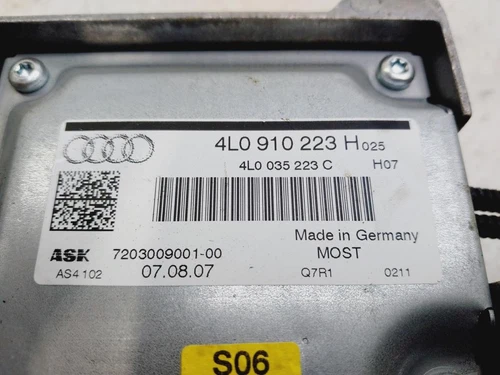 4L0 910 223 H 025
4L0 035 223 C H07
Made in Germany
ASK 7203009001-00 MOST
AS4 102 07.08.07 Q7R1 0211
S06